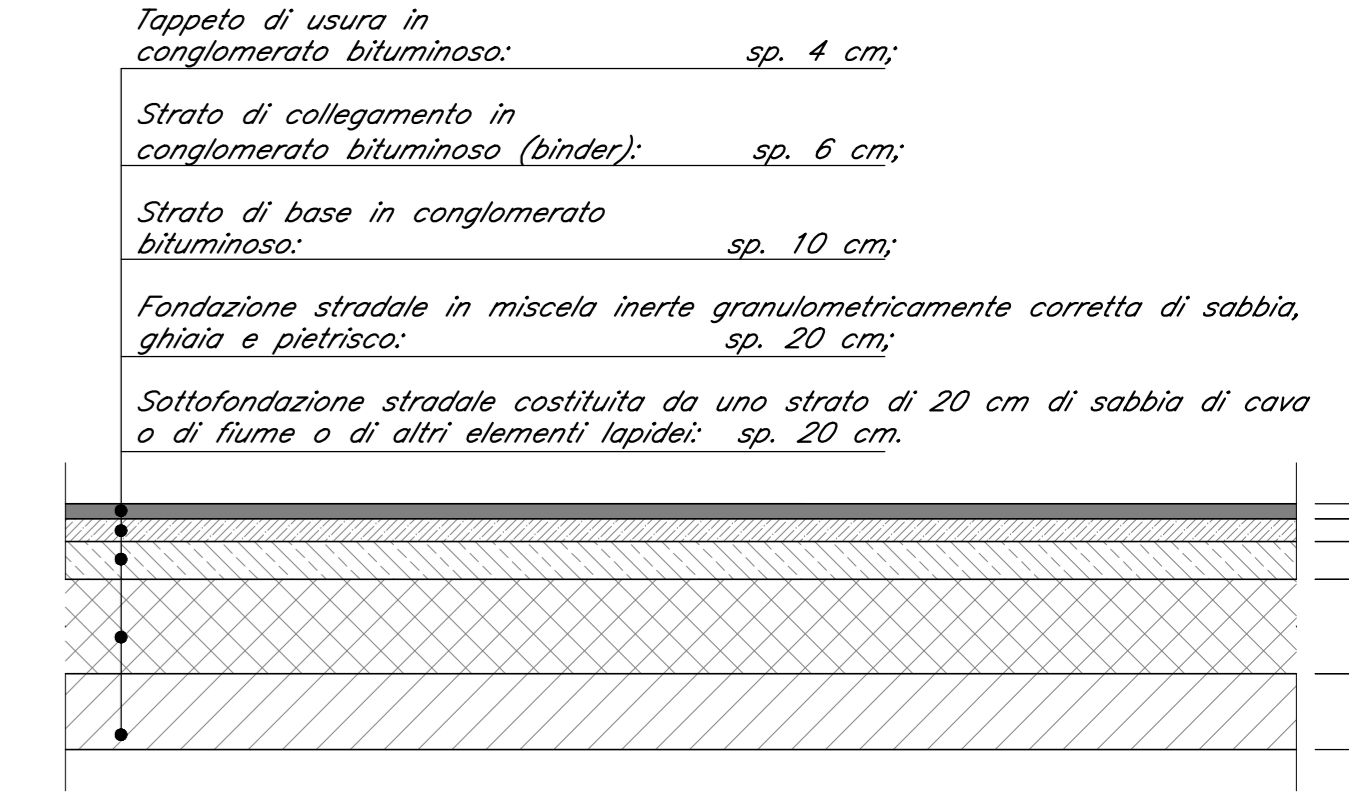 Tappeto di usura in
conglomerato bituminoso: sp. 4 cm;
Strato di collegamento in
conglomerato bituminoso (binder): sp. 6 cm;
Strato di base in conglomerato
bituminoso: sp. 10 cm;
Fondazione stradale in miscela inerte granulometricamente corretta di sabbia,
ghiaia e pietrisco: sp. 20 cm;
Sottofondazione stradale costituita da uno strato di 20 cm di sabbia di cava
o di fiume o di altri elementi lapidei: sp. 20 cm.